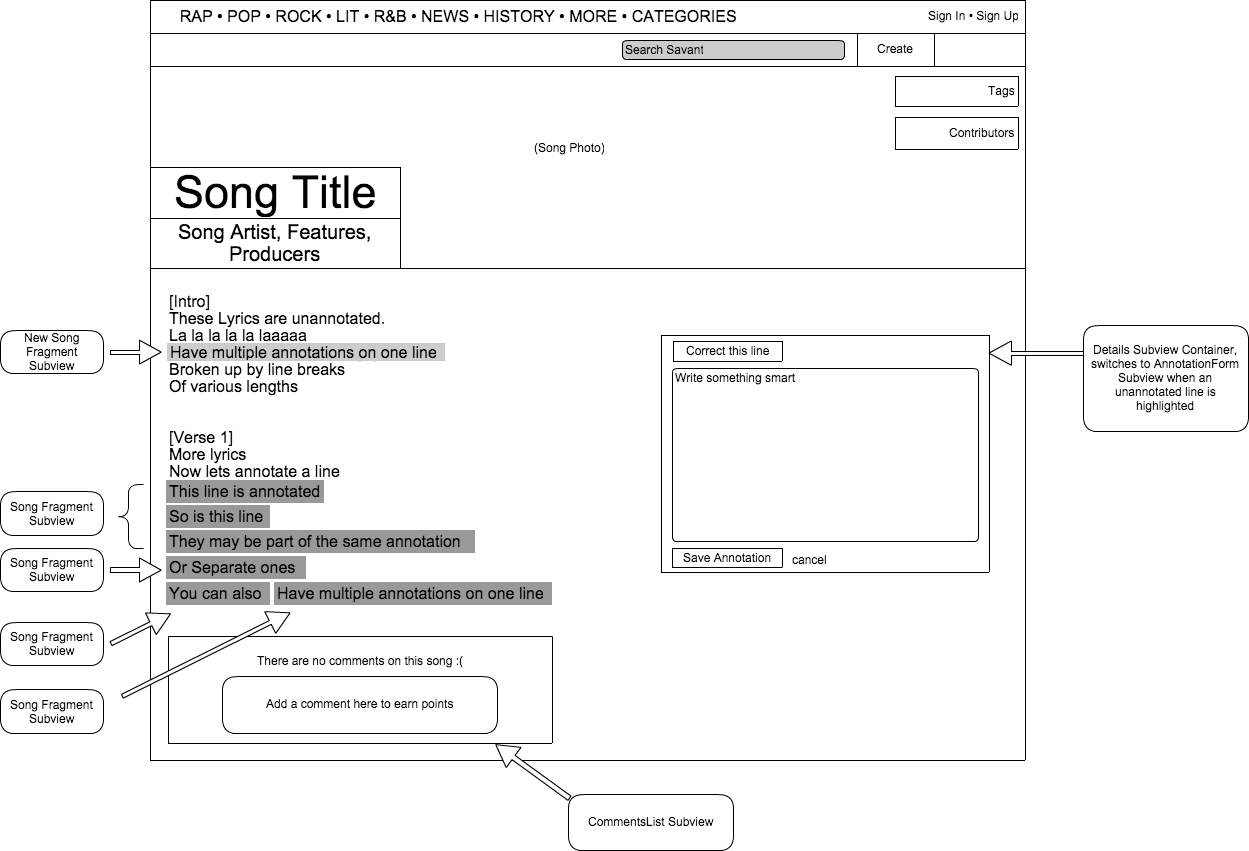 RAP • POP • ROCK • LIT • R&B • NEWS • HISTORY • MORE • CATEGORIES
Sign In • Sign Up
Search Savant
Create
Tags
Contributors
(Song Photo)
Song Title
Song Artist, Features,
Producers
[Intro]
These Lyrics are unannotated.
La la la la la laaaaa
Have multiple annotations on one line
Broken up by line breaks
Of various lengths
New Song
Fragment
Subview
Correct this line
Write something smart
Save Annotation
cancel
Details Subview Container,
switches to AnnotationForm
Subview when an
unannotated line is
highlighted
[Verse 1]
More lyrics
Now lets annotate a line
This line is annotated
So is this line
They may be part of the same annotation
Or Separate ones
You can also
Have multiple annotations on one line
Song Fragment
Subview
Song Fragment
Subview
Song Fragment
Subview
Song Fragment
Subview
There are no comments on this song :(
Add a comment here to earn points
CommentsList Subview